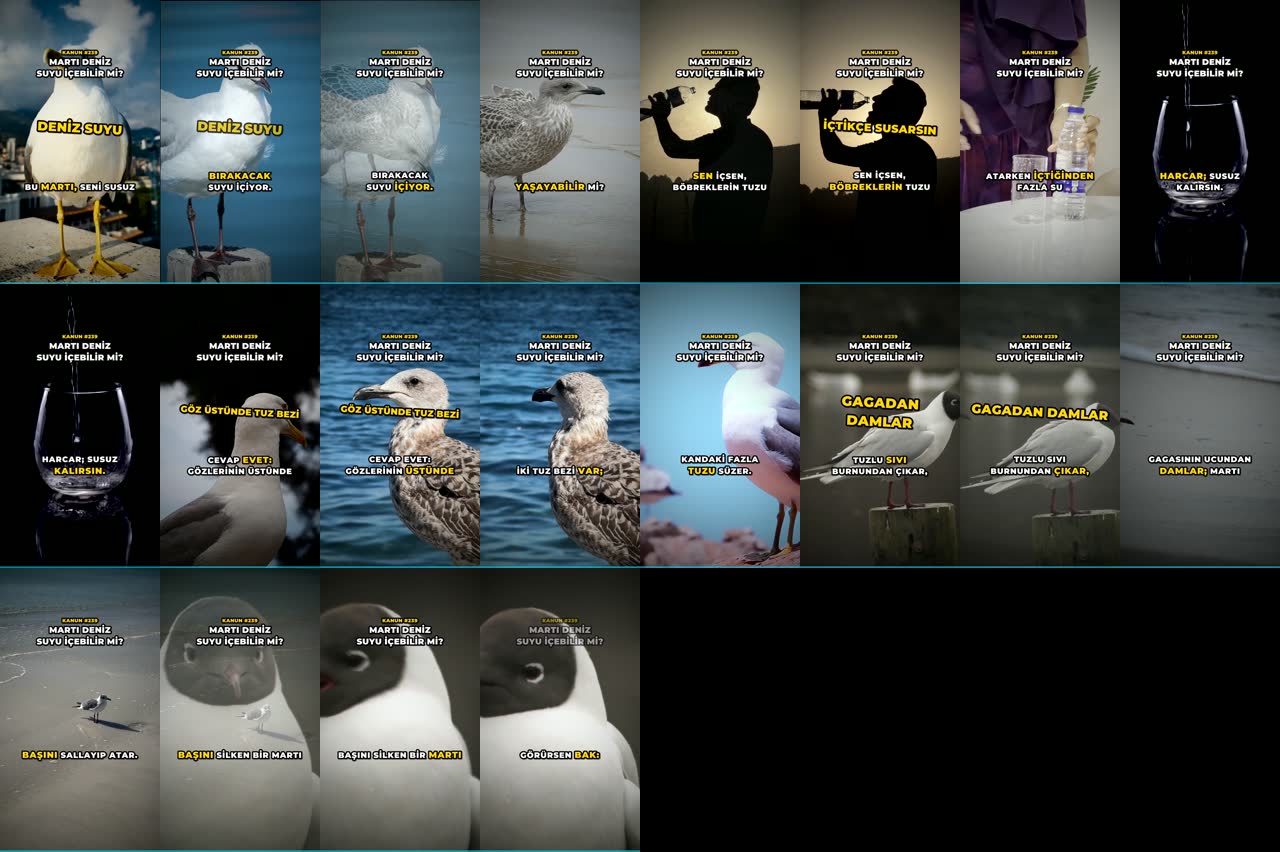 KANUN #239
MARTI DENİZ
SUYU İÇEBİLİR Mİ?
DENİZ SUYU
BU MARTI, SENİ SUSUZ
KANUN #239
MARTI DENİZ
SUYU İÇEBİLİR Mİ?
DENİZ SUYU
BIRAKACAK
SUYU İÇİYOR.
KANUN #239
MARTI DENİZ
SUYU İÇEBİLİR Mİ?
BIRAKACAK
SUYU İÇİYOR.
KANUN #239
MARTI DENİZ
SUYU İÇEBİLİR Mİ?
YAŞAYABİLİR Mİ?
KANUN #239
MARTI DENİZ
SUYU İÇEBİLİR Mİ?
SEN İÇSEN,
BÖBREKLERİN TUZU
KANUN #239
MARTI DENİZ
SUYU İÇEBİLİR Mİ?
İÇTİKÇE SUSARSIN
SEN İÇSEN,
BÖBREKLERİN TUZU
KANUN #239
MARTI DENİZ
SUYU İÇEBİLİR Mİ?
ATARKEN İÇTİĞİNDEN
FAZLA SU
KANUN #239
MARTI DENİZ
SUYU İÇEBİLİR Mİ?
HARCAR; SUSUZ
KALIRSIN.
KANUN #239
MARTI DENİZ
SUYU İÇEBİLİR Mİ?
HARCAR; SUSUZ
KALIRSIN.
KANUN #239
MARTI DENİZ
SUYU İÇEBİLİR Mİ?
GÖZ ÜSTÜNDE TUZ BEZİ
CEVAP EVET:
GÖZLERİNİN ÜSTÜNDE
KANUN #239
MARTI DENİZ
SUYU İÇEBİLİR Mİ?
GÖZ ÜSTÜNDE TUZ BEZİ
CEVAP EVET:
GÖZLERİNİN ÜSTÜNDE
KANUN #239
MARTI DENİZ
SUYU İÇEBİLİR Mİ?
İKİ TUZ BEZİ VAR;
KANUN #239
MARTI DENİZ
SUYU İÇEBİLİR Mİ?
KANDAKİ FAZLA
TUZU SÜZER.
KANUN #239
MARTI DENİZ
SUYU İÇEBİLİR Mİ?
GAGADAN
DAMLAR
TUZLU SIVI
BURNUNDAN ÇIKAR,
KANUN #239
MARTI DENİZ
SUYU İÇEBİLİR Mİ?
GAGADAN DAMLAR
TUZLU SIVI
BURNUNDAN ÇIKAR,
KANUN #239
MARTI DENİZ
SUYU İÇEBİLİR Mİ?
GAGASININ UCUNDAN
DAMLAR; MARTI
KANUN #239
MARTI DENİZ
SUYU İÇEBİLİR Mİ?
BAŞINI SALLAYIP ATAR.
KANUN #239
MARTI DENİZ
SUYU İÇEBİLİR Mİ?
BAŞINI SİLKEN BİR MARTI
KANUN #239
MARTI DENİZ
SUYU İÇEBİLİR Mİ?
BAŞINI SİLKEN BİR MARTI
KANUN #239
MARTI DENİZ
SUYU İÇEBİLİR Mİ?
GÖRÜRSEN BAK: